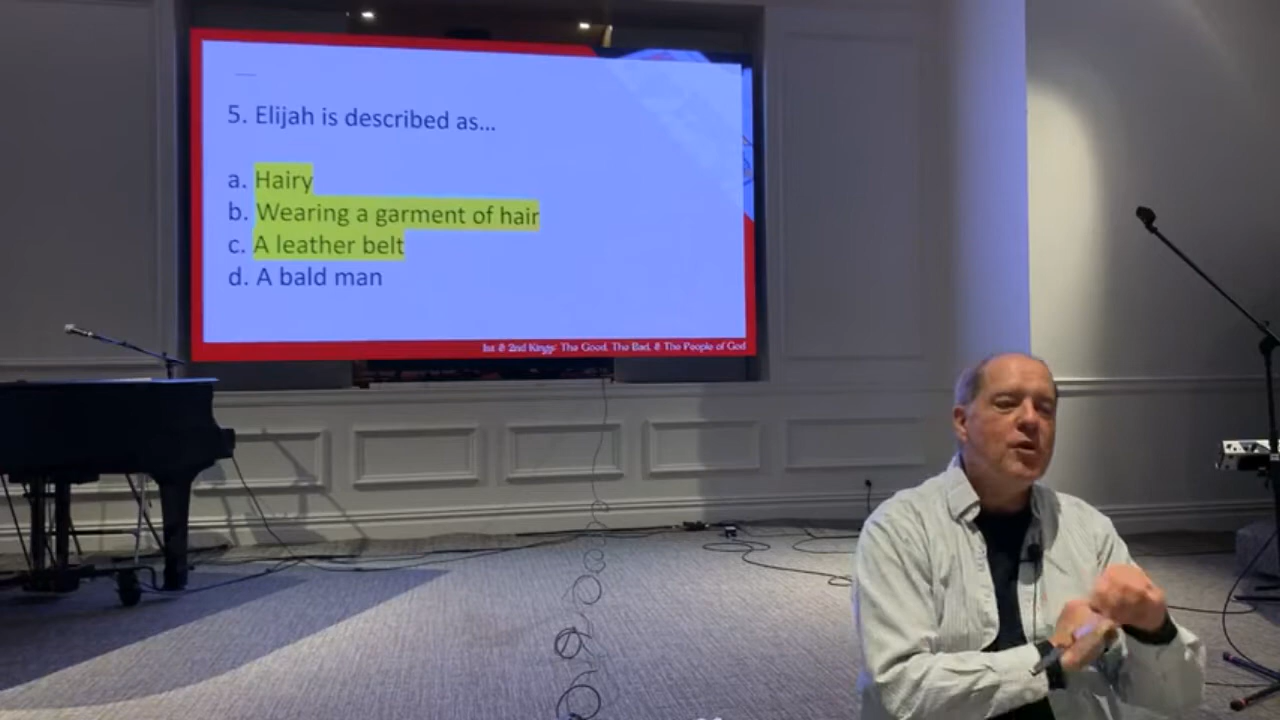 5. Elijah is described as...
a. Hairy
b. Wearing a garment of hair
c. A leather belt
d. A bald man
1st & 2nd Kings: The Good, The Bad, & The People of God